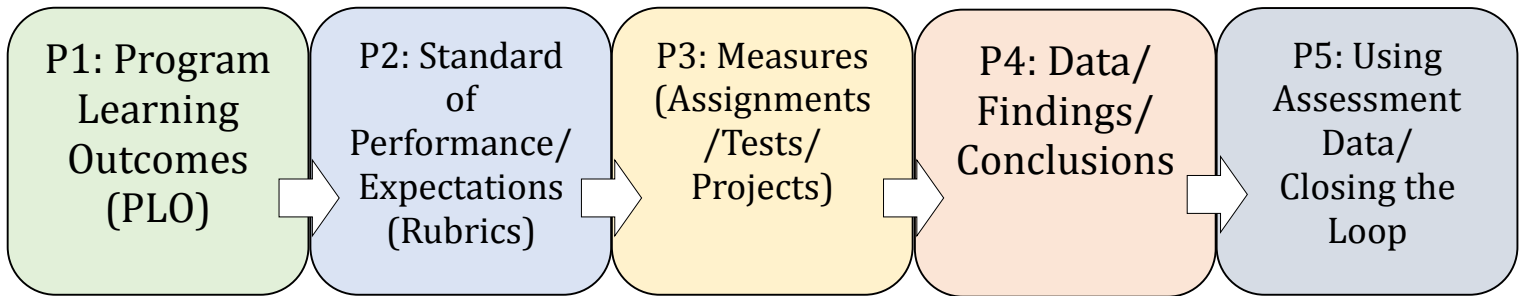 P1: Program
Learning
Outcomes
(PLO)
P2: Standard
of
Performance/
Expectations
(Rubrics)
P3: Measures
(Assignments
/Tests/
Projects)
P4: Data/
Findings/
Conclusions
P5: Using
Assessment
Data/
Closing the
Loop